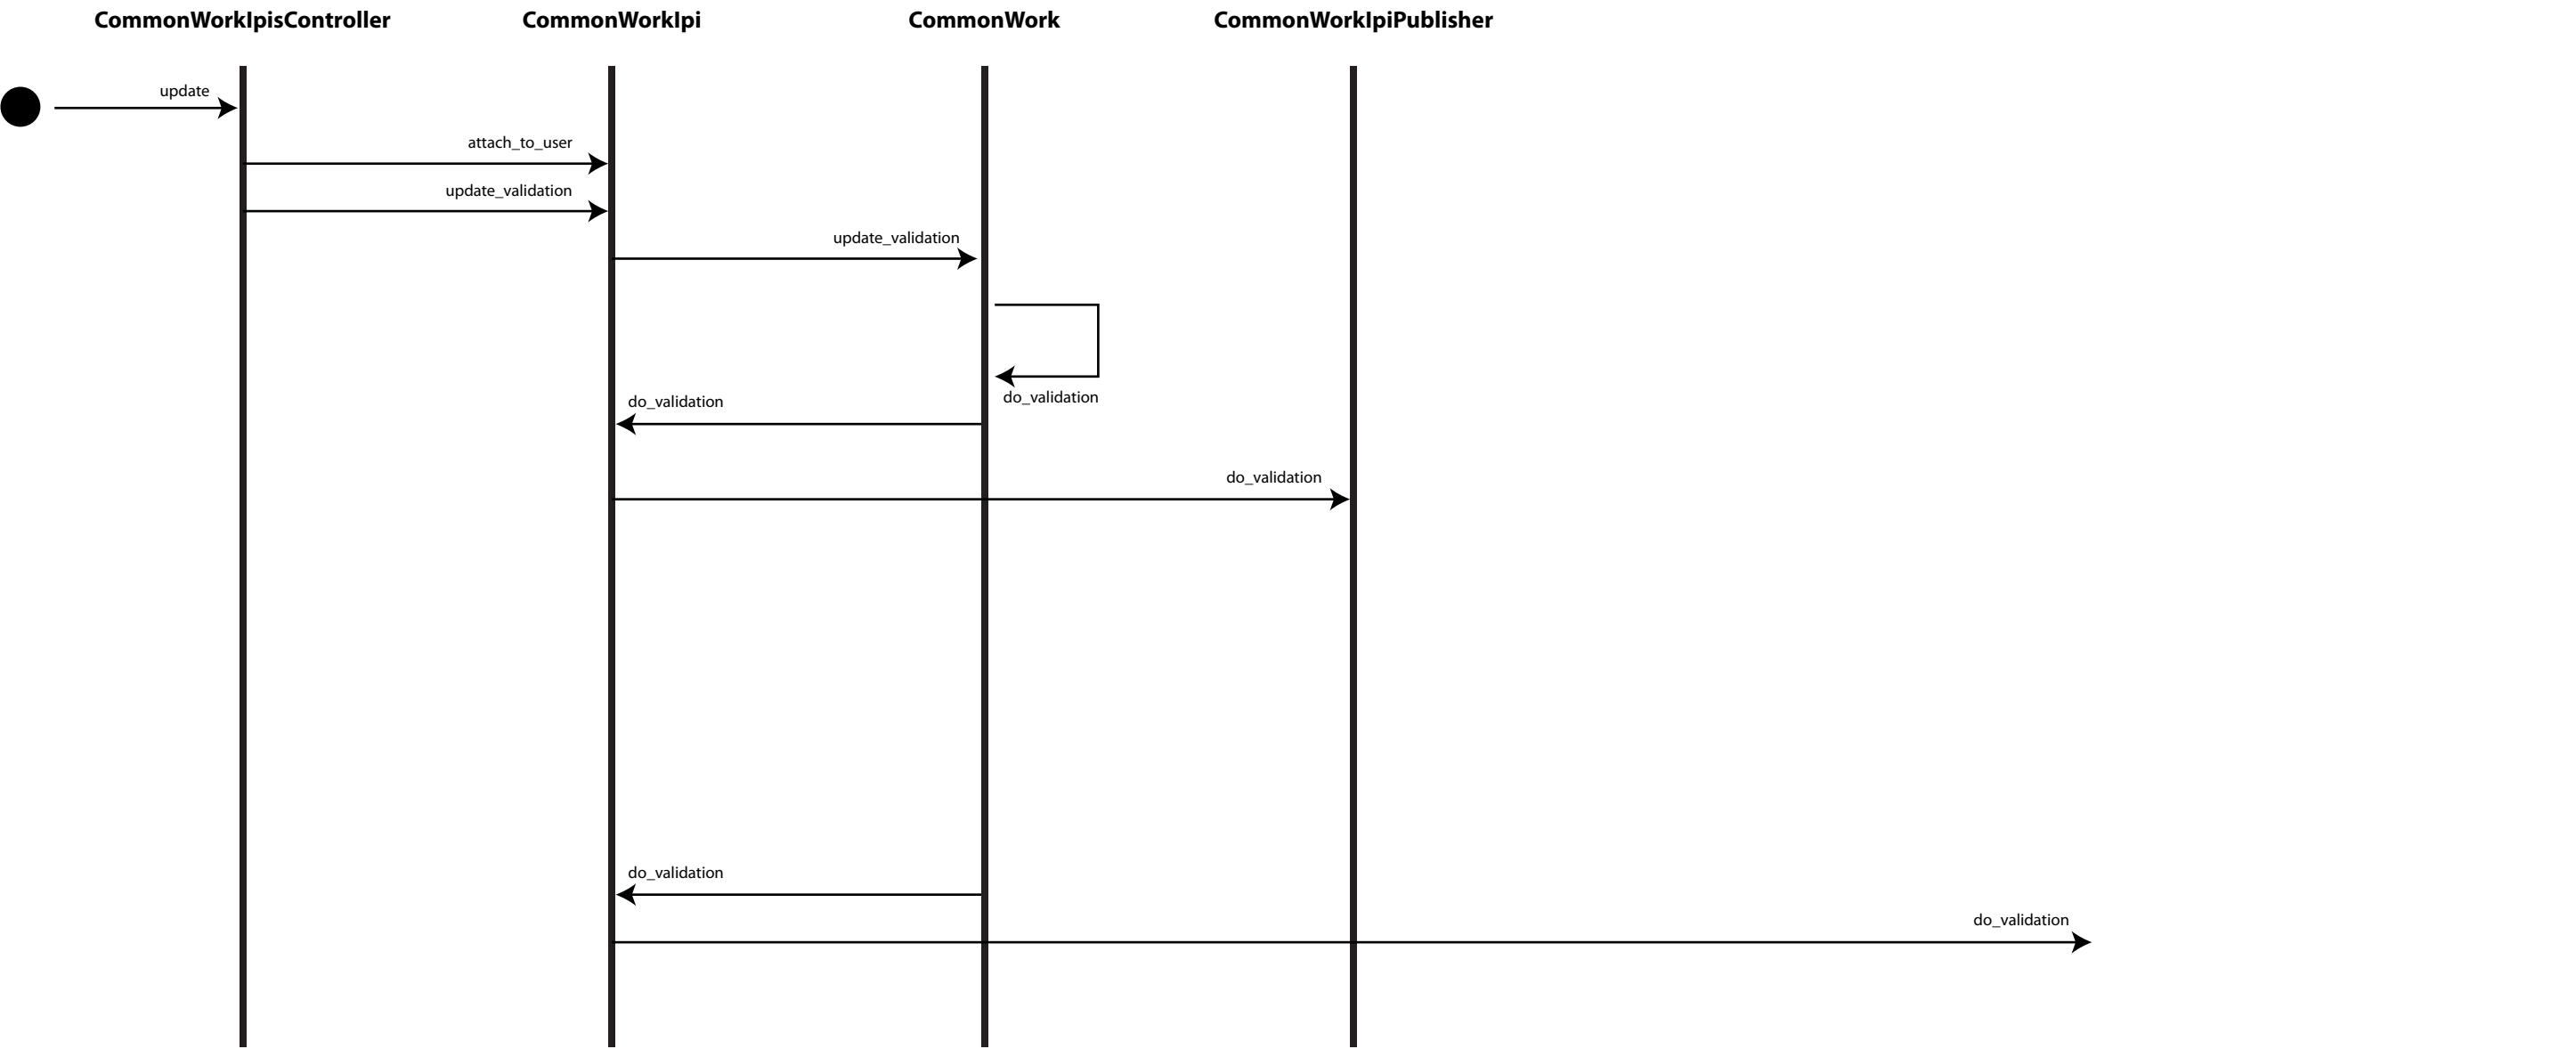 CommonWorkIpisController
CommonWorkIpi
CommonWork
CommonWorkIpiPublisher
update
attach_to_user
update_validation
update_validation
do_validation
do_validation
do_validation
do_validation
do_validation